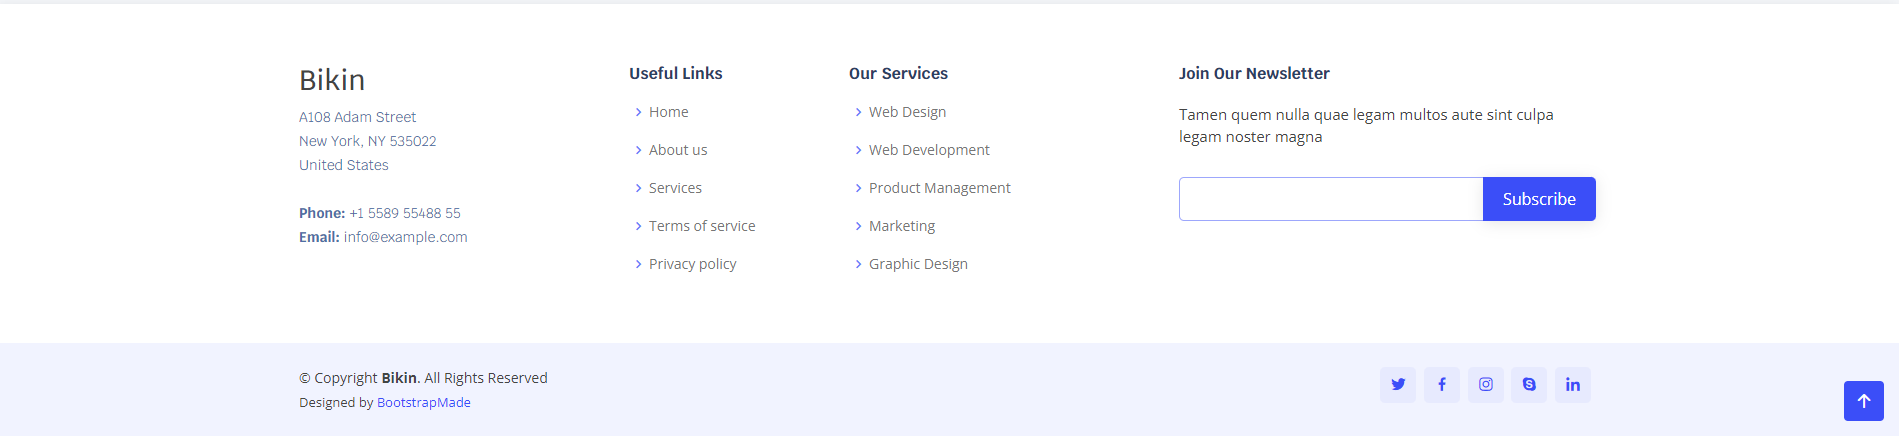 Bikin
A108 Adam Street
New York, NY 535022
United States
Phone: +1 5589 55488 55
Email: info@example.com
Useful Links
Home
About us
Services
Terms of service
Privacy policy
Our Services
Web Design
Web Development
Product Management
Marketing
Graphic Design
Join Our Newsletter
Tamen quem nulla quae legam multos aute sint culpa
legam noster magna
Subscribe
© Copyright Bikin. All Rights Reserved
Designed by BootstrapMade